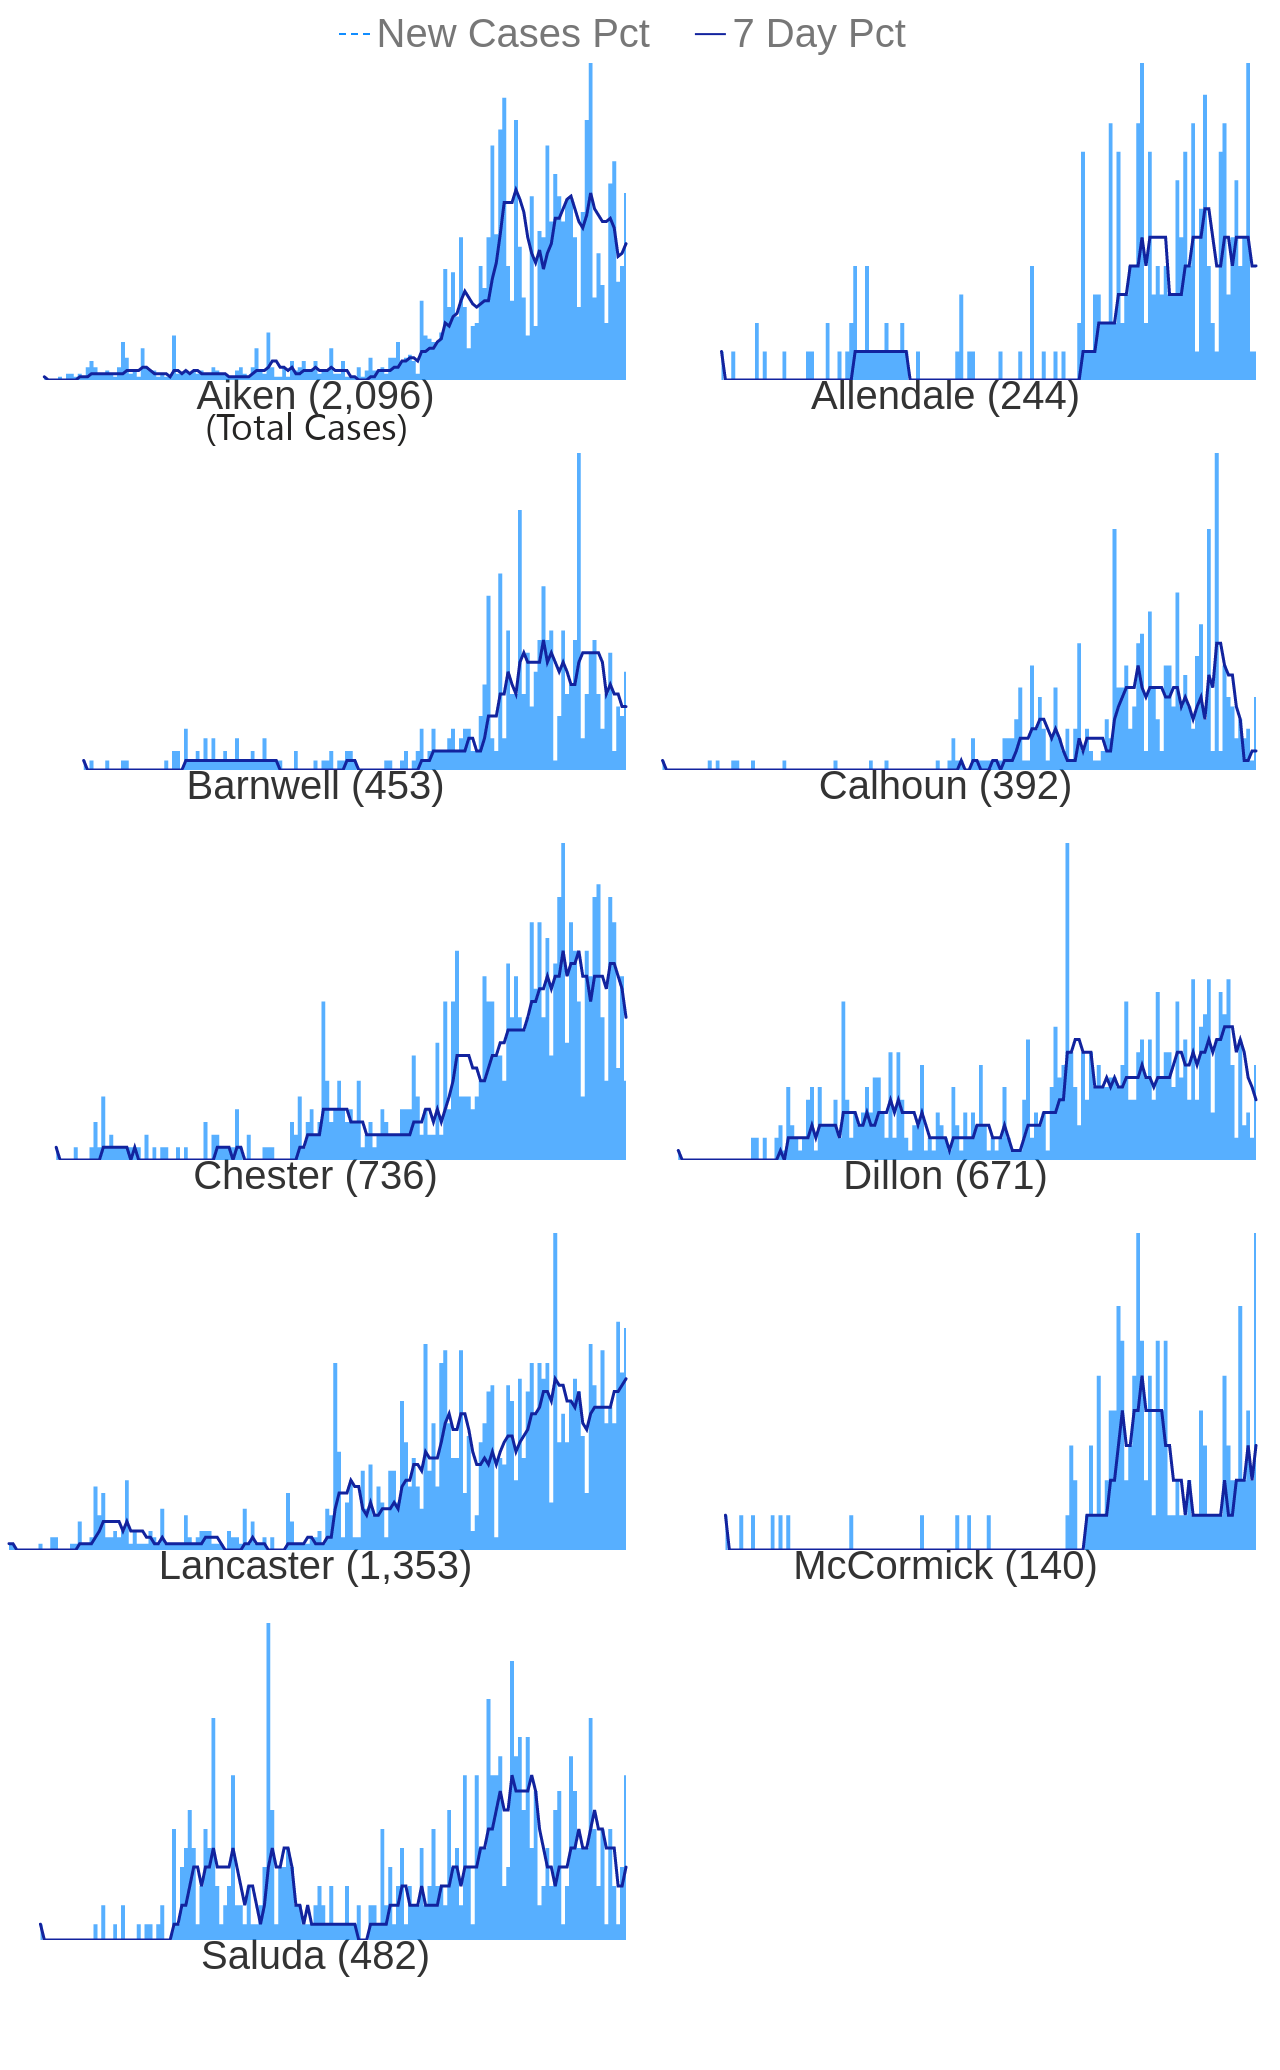 New Cases Pct 7 Day Pct
Aiken (2,096) Allendale (244)
(Total Cases)
Barnwell (453) Calhoun (392)
Chester (736) Dillon (671)
Lancaster (1,353) McCormick (140)
Saluda (482)